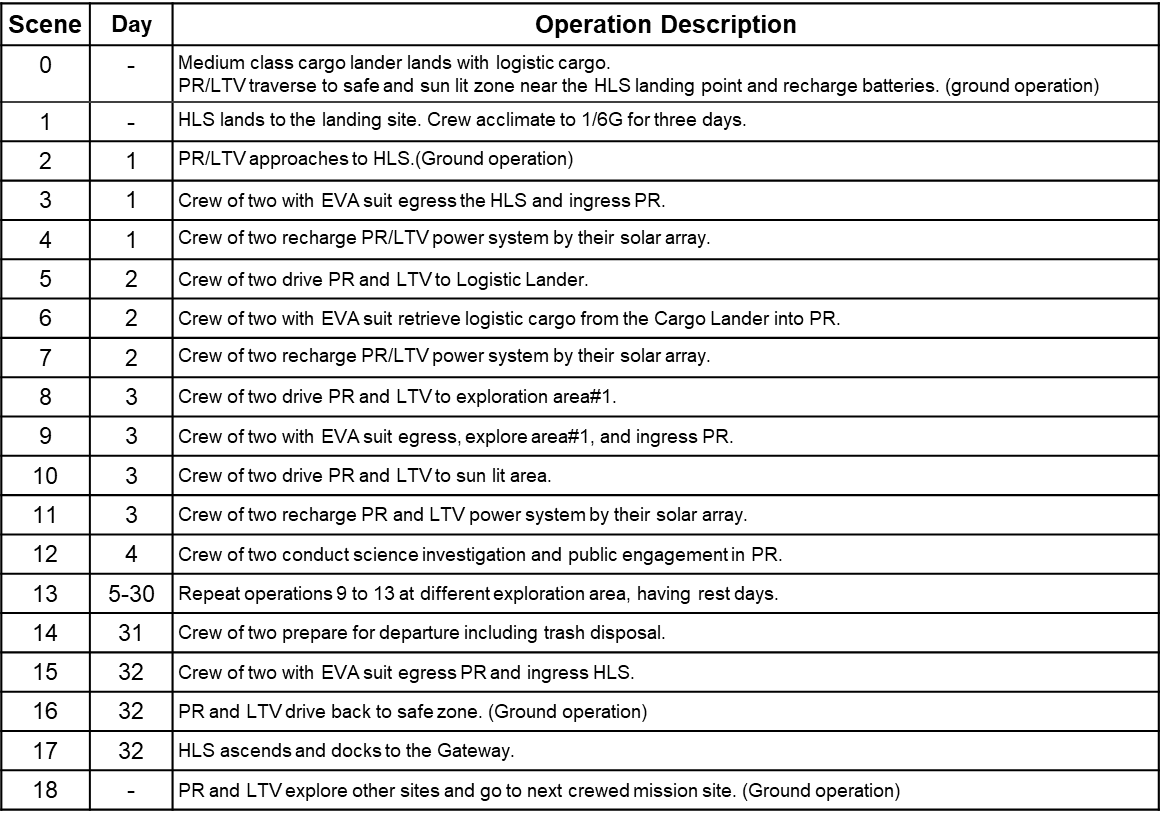 Scene Day Operation Description
0 - Medium class cargo lander lands with logistic cargo.
PR/LTV traverse to safe and sun lit zone near the HLS landing point and recharge batteries. (ground operation)
1 - HLS lands to the landing site. Crew acclimate to 1/6G for three days.
2 1 PR/LTV approaches to HLS.(Ground operation)
3 1 Crew of two with EVA suit egress the HLS and ingress PR.
4 1 Crew of two recharge PR/LTV power system by their solar array.
5 2 Crew of two drive PR and LTV to Logistic Lander.
6 2 Crew of two with EVA suit retrieve logistic cargo from the Cargo Lander into PR.
7 2 Crew of two recharge PR/LTV power system by their solar array.
8 3 Crew of two drive PR and LTV to exploration area#1.
9 3 Crew of two with EVA suit egress, explore area#1, and ingress PR.
10 3 Crew of two drive PR and LTV to sun lit area.
11 3 Crew of two recharge PR and LTV power system by their solar array.
12 4 Crew of two conduct science investigation and public engagement in PR.
13 5-30 Repeat operations 9 to 13 at different exploration area, having rest days.
14 31 Crew of two prepare for departure including trash disposal.
15 32 Crew of two with EVA suit egress PR and ingress HLS.
16 32 PR and LTV drive back to safe zone. (Ground operation)
17 32 HLS ascends and docks to the Gateway.
18 - PR and LTV explore other sites and go to next crewed mission site. (Ground operation)